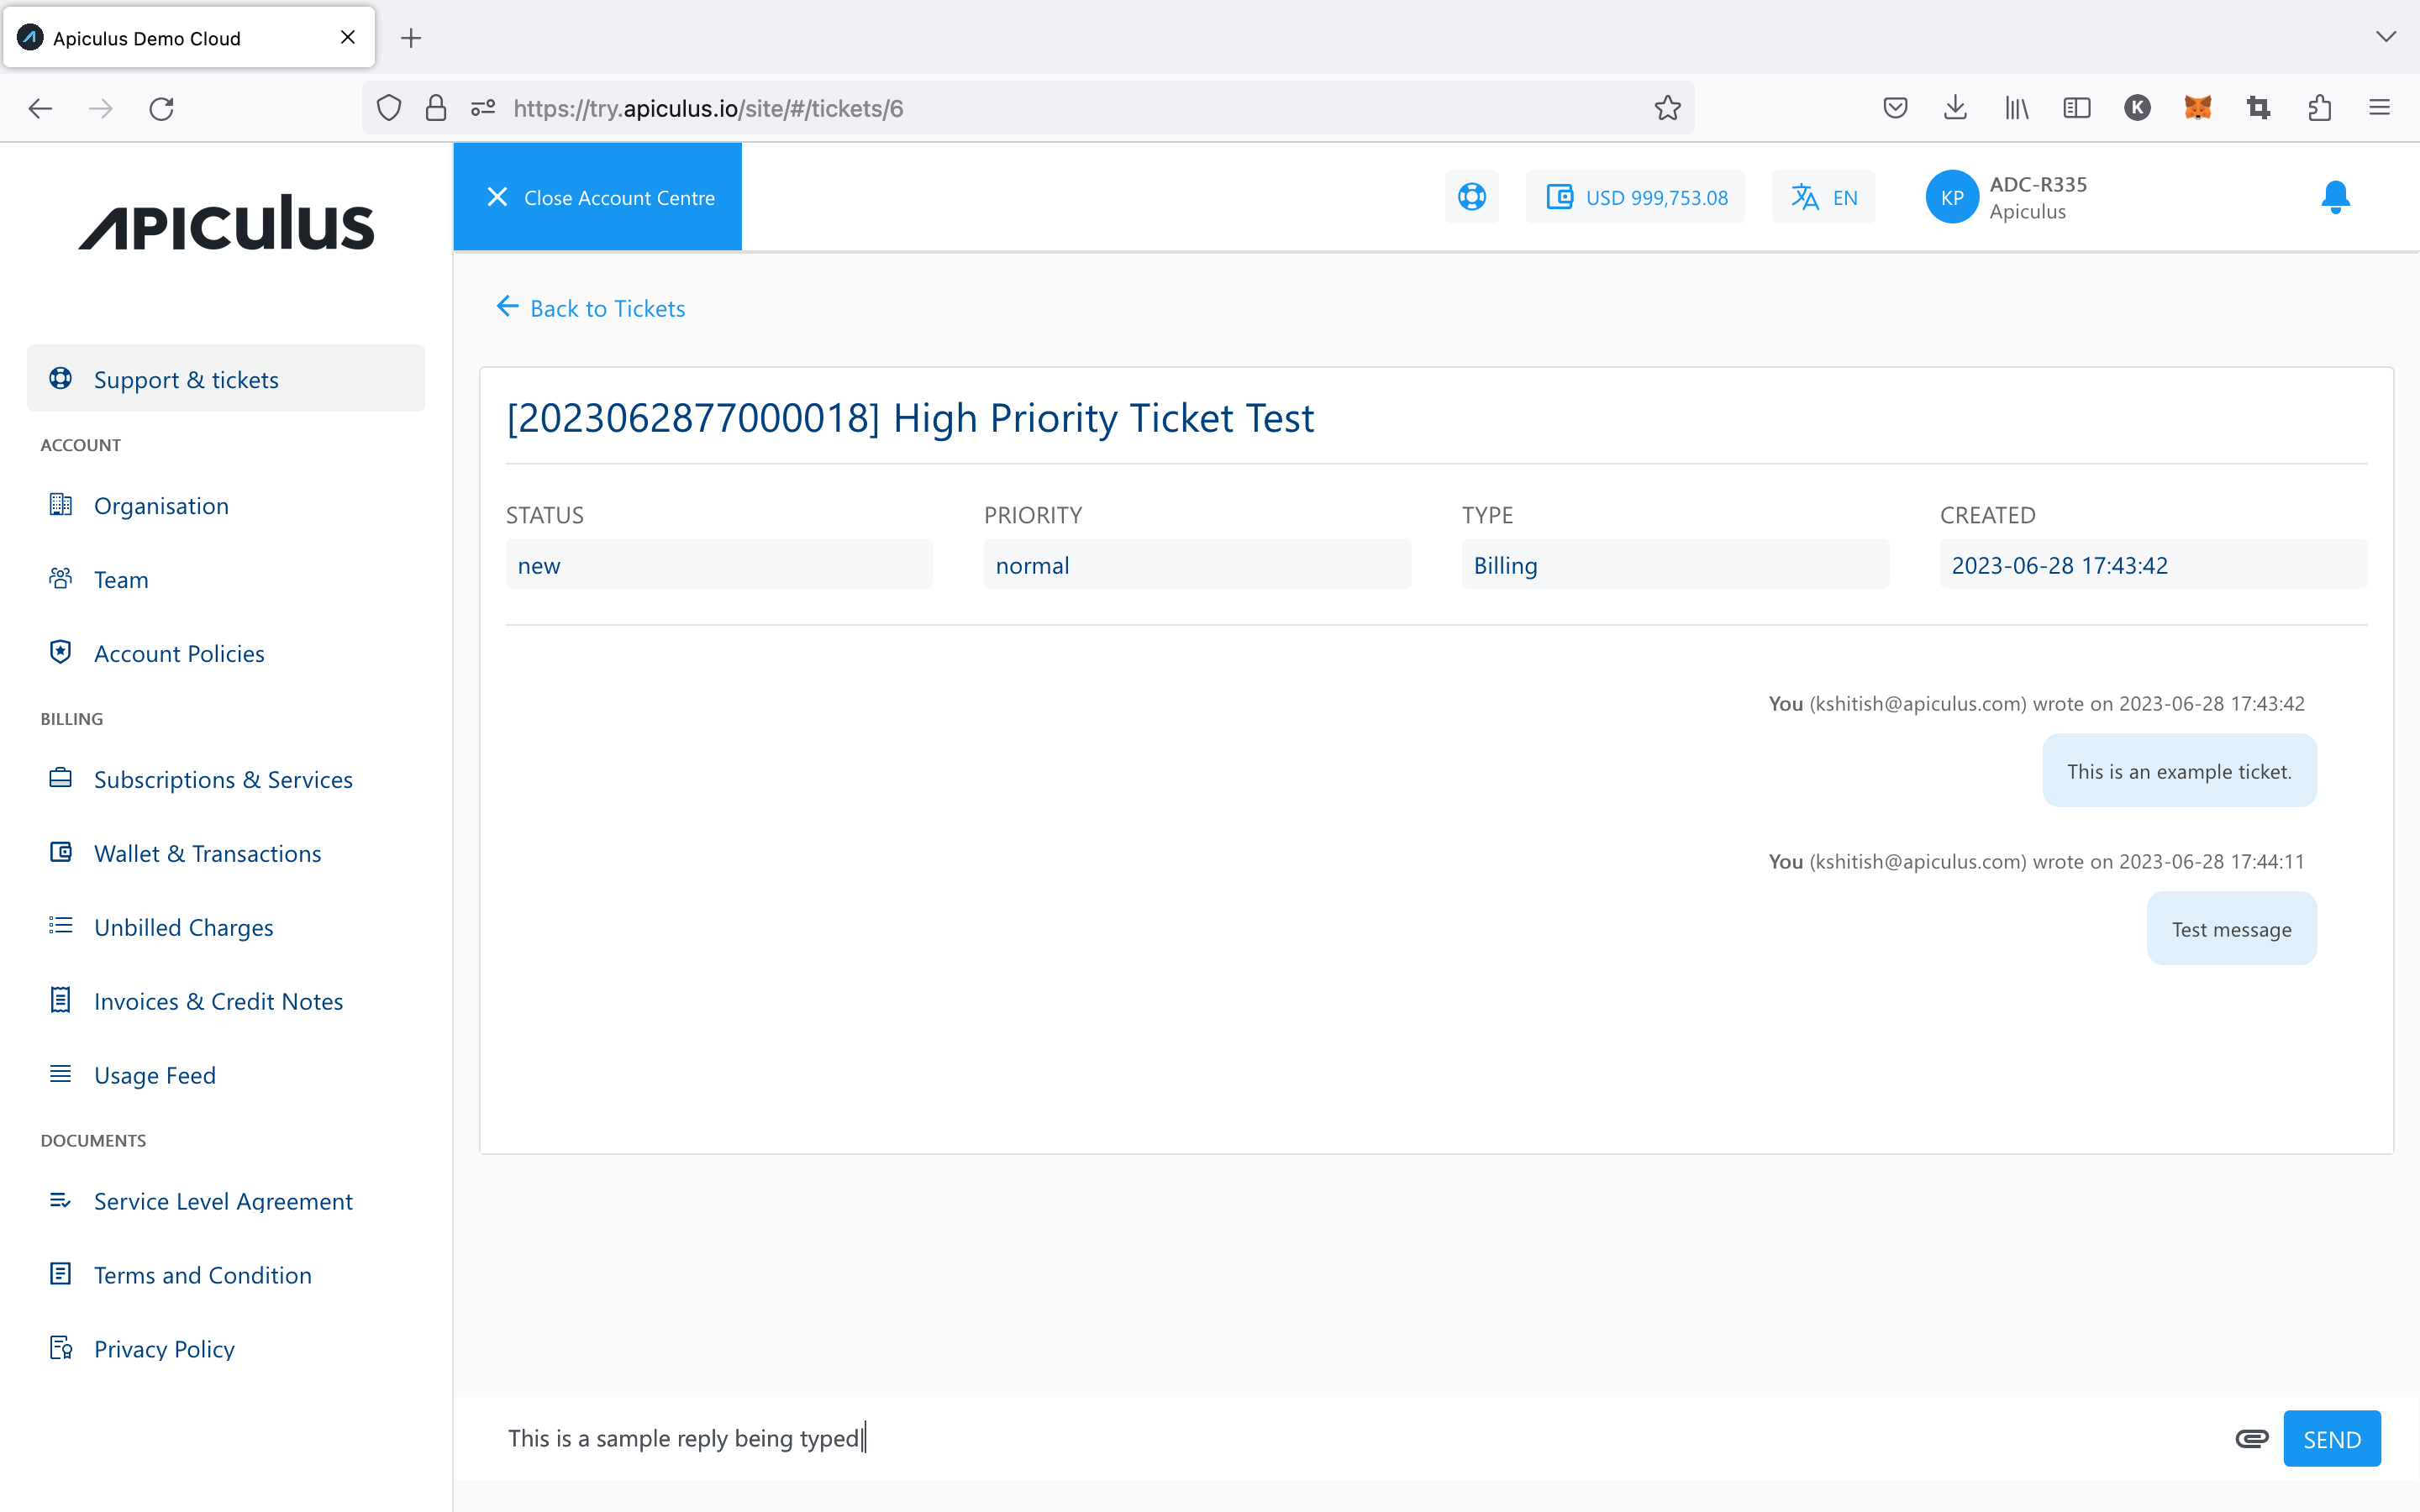 Apiculus Demo Cloud
https://try.apiculus.io/site/#/tickets/6
K
APICULUS
Close Account Centre
USD 999,753.08
EN
KP
ADC-R335
Apiculus
Support & tickets
ACCOUNT
Organisation
Team
Account Policies
BILLING
Subscriptions & Services
Wallet & Transactions
Unbilled Charges
Invoices & Credit Notes
Usage Feed
DOCUMENTS
Service Level Agreement
Terms and Condition
Privacy Policy
Back to Tickets
[2023062877000018] High Priority Ticket Test
STATUS PRIORITY TYPE CREATED
new normal Billing 2023-06-28 17:43:42
You (kshitish@apiculus.com) wrote on 2023-06-28 17:43:42
This is an example ticket.
You (kshitish@apiculus.com) wrote on 2023-06-28 17:44:11
Test message
This is a sample reply being typed
SEND